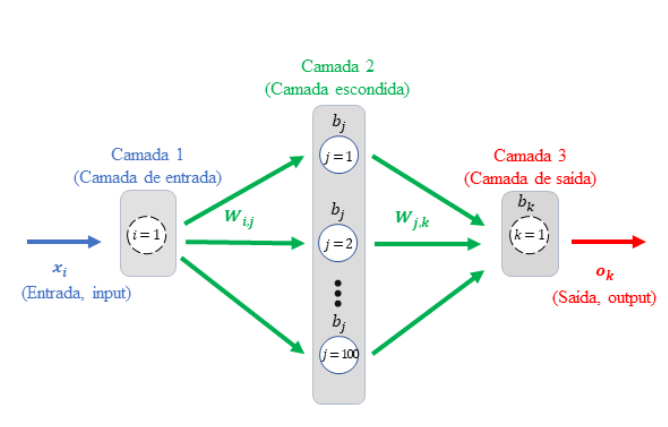 Camada 2
(Camada escondida)
b_j
j=1
Camada 1
(Camada de entrada)
Camada 3
(Camada de saida)
W_{i,j}
b_j
W_{j,k}
b_k
i=1
j=2
k=1
x_i
(Entrada, input)
o_k
(Saida, output)
b_j
j=100